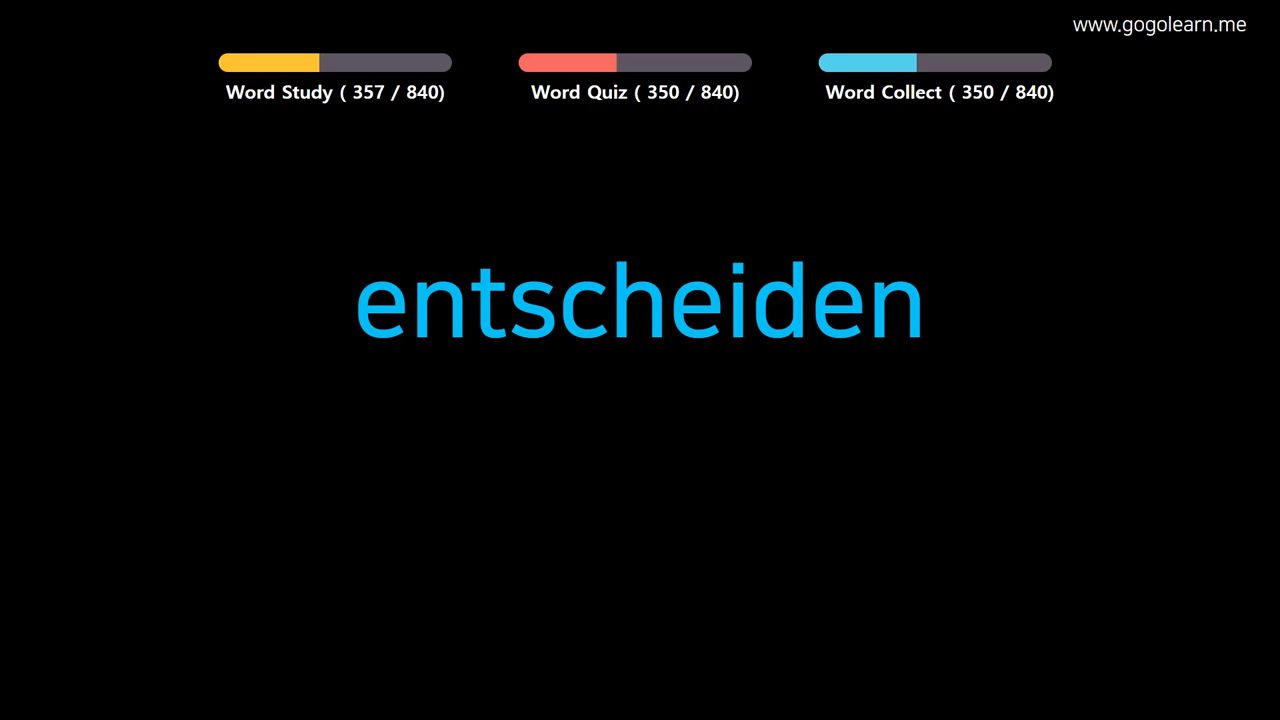 www.gogolearn.me
Word Study ( 357 / 840)
Word Quiz ( 350 / 840)
Word Collect ( 350 / 840)
entscheiden